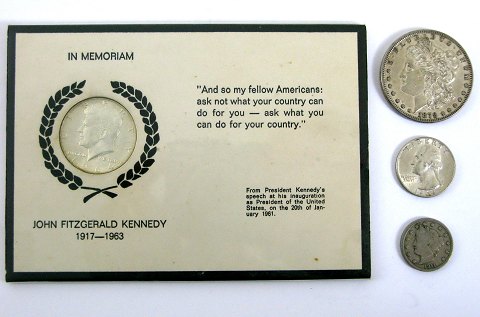 IN MEMORIAM
"And so my fellow Americans:
ask not what your country can
do for you — ask what you
can do for your country."
From President Kennedy's
speech at his inauguration
as President of the United
States, on the 20th of Jan-
uary 1961.
JOHN FITZGERALD KENNEDY
1917—1963